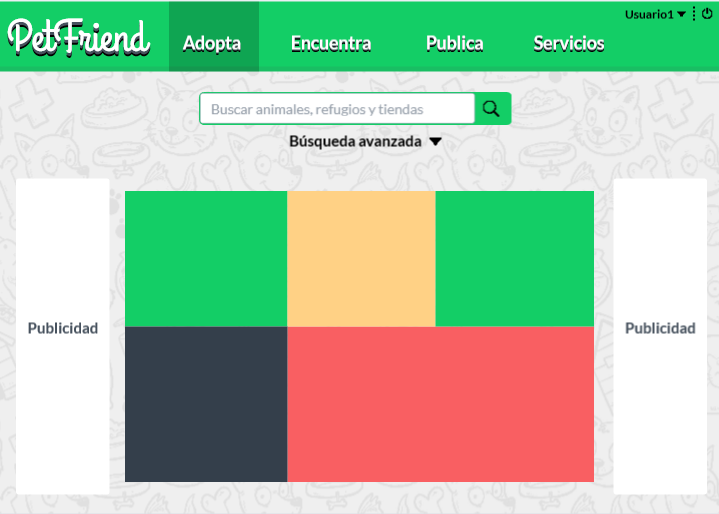 Usuario1
PetFriend
Adopta
Encuentra
Publica
Servicios
Buscar animales, refugios y tiendas
Búsqueda avanzada
Publicidad
Publicidad